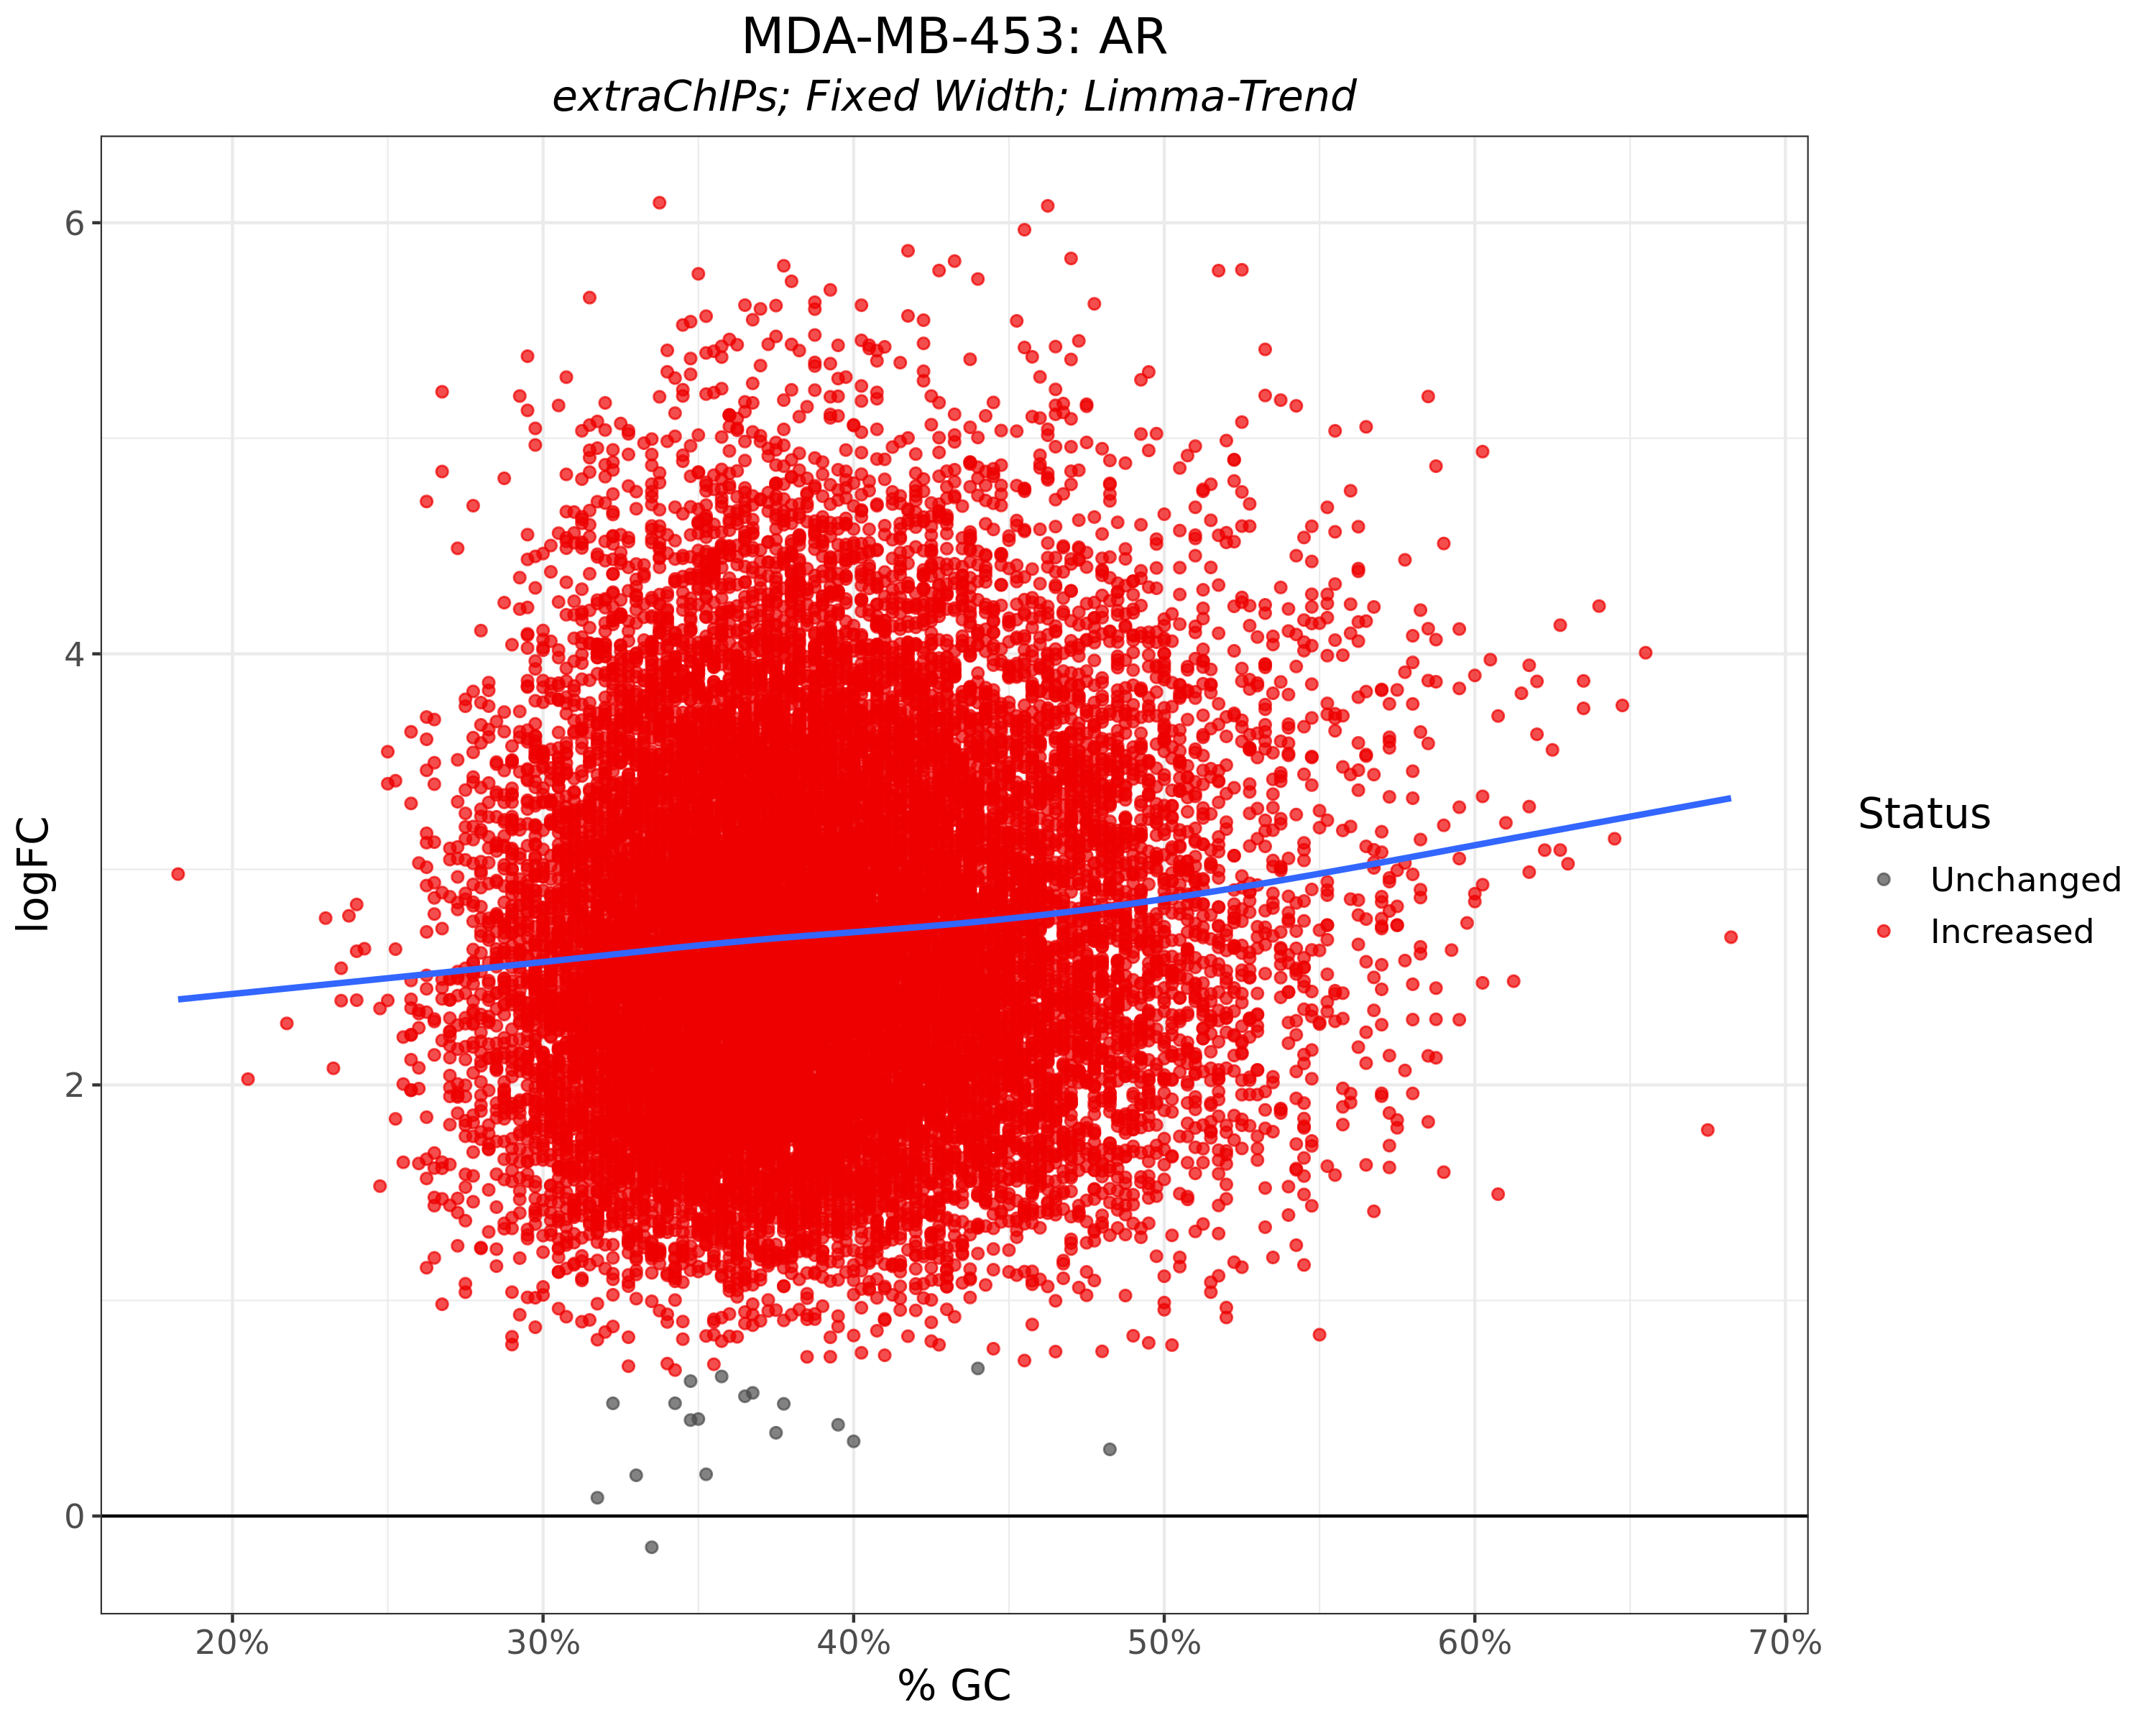 MDA-MB-453: AR
extraChIPs; Fixed Width; Limma-Trend
6
4
2
0
logFC
20% 30% 40% 50% 60% 70%
% GC
Status
Unchanged
Increased